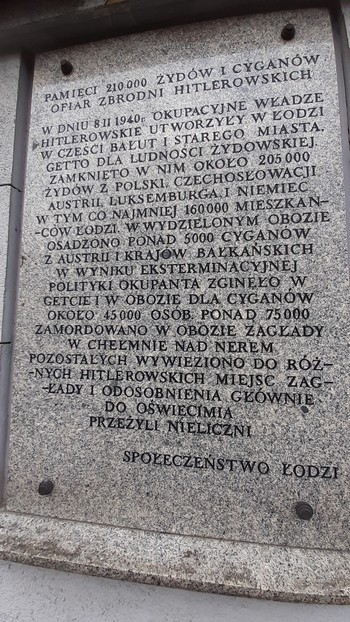 PAMIĘCI 210 000 ŻYDÓW I CYGANÓW
OFIAR ZBRODNI HITLEROWSKICH
W DNIU 8 II 1940 r. OKUPACYJNE WŁADZE
HITLEROWSKIE UTWORZYŁY W ŁODZI
W CZĘŚCI BAŁUT I STAREGO MIASTA.
GETTO DLA LUDNOŚCI ŻYDOWSKIEJ.
ZAMKNIĘTO W NIM OKOŁO 205 000
ŻYDÓW Z POLSKI, CZECHOSŁOWACJI
AUSTRII, LUKSEMBURGA, I NIEMIEC
W TYM CO NAJMNIEJ 160 000 MIESZKAN-
-CÓW ŁODZI. W WYDZIELONYM OBOZIE
OSADZONO PONAD 5000 CYGANÓW
Z AUSTRII I KRAJÓW BAŁKAŃSKICH
W WYNIKU EKSTERMINACYJNEJ
POLITYKI OKUPANTA ZGINĘŁO W
GETCIE I W OBOZIE DLA CYGANÓW
OKOŁO 45 000 OSÓB PONAD 75 000
ZAMORDOWANO W OBOZIE ZAGŁADY
W CHEŁMNIE NAD NEREM
POZOSTAŁYCH WYWIEZIONO DO RÓŻ-
-NYCH HITLEROWSKICH MIEJSC ZAG-
-ŁADY I ODOSOBNIENIA GŁÓWNIE
DO OŚWIECIMIA
PRZEŻYLI NIELICZNI
SPOŁECZEŃSTWO ŁODZI